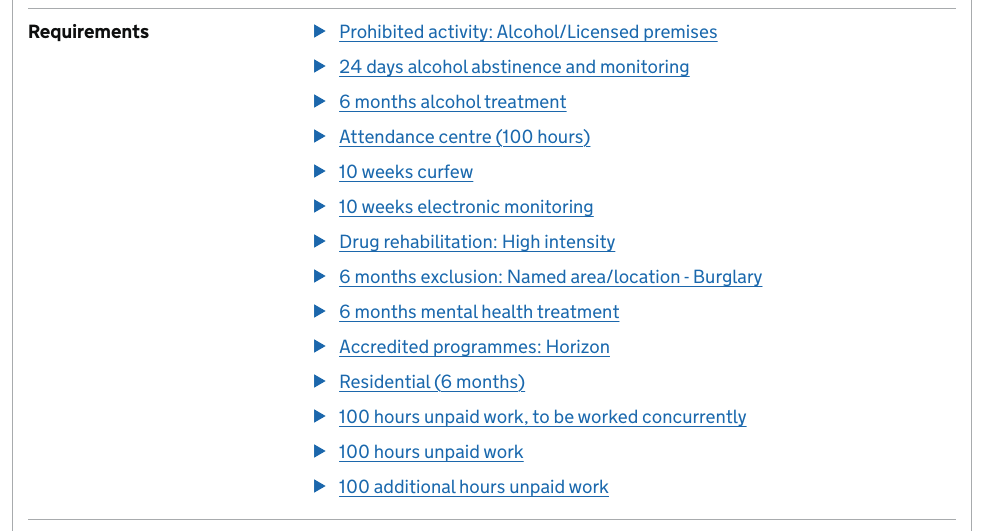 Requirements
Prohibited activity: Alcohol/Licensed premises
24 days alcohol abstinence and monitoring
6 months alcohol treatment
Attendance centre (100 hours)
10 weeks curfew
10 weeks electronic monitoring
Drug rehabilitation: High intensity
6 months exclusion: Named area/location - Burglary
6 months mental health treatment
Accredited programmes: Horizon
Residential (6 months)
100 hours unpaid work, to be worked concurrently
100 hours unpaid work
100 additional hours unpaid work